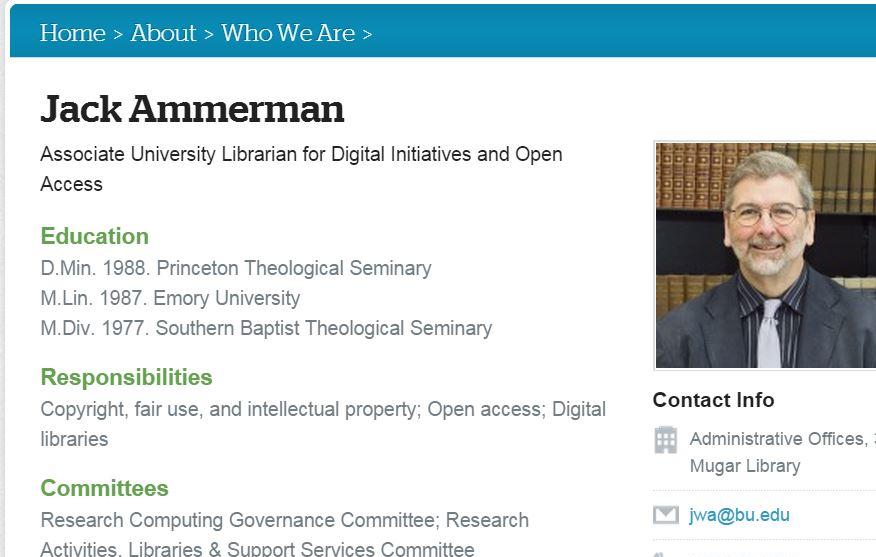 Home > About > Who We Are >
Jack Ammerman
Associate University Librarian for Digital Initiatives and Open
Access
Education
D.Min. 1988. Princeton Theological Seminary
M.Lin. 1987. Emory University
M.Div. 1977. Southern Baptist Theological Seminary
Responsibilities
Copyright, fair use, and intellectual property; Open access; Digital
libraries
Committees
Research Computing Governance Committee; Research
Activities, Libraries & Support Services Committee
Contact Info
Administrative Offices,
Mugar Library
jwa@bu.edu